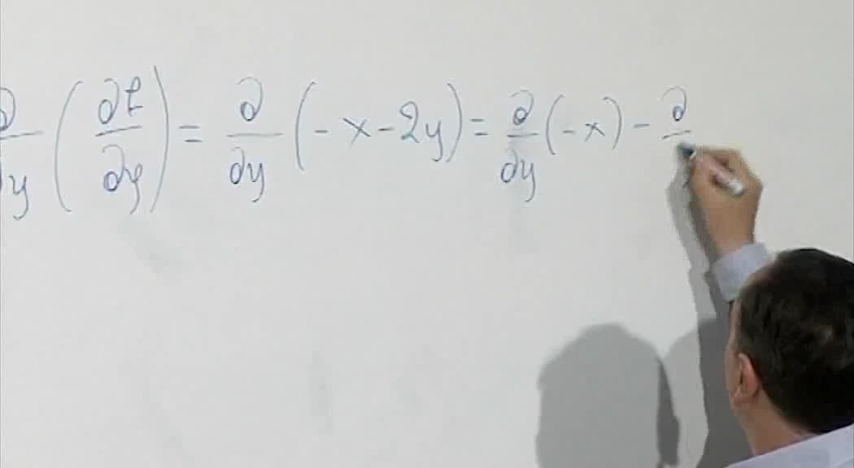 ∂/∂y (∂f/∂y) = ∂/∂y (-x-2y) = ∂/∂y (-x) - ∂/